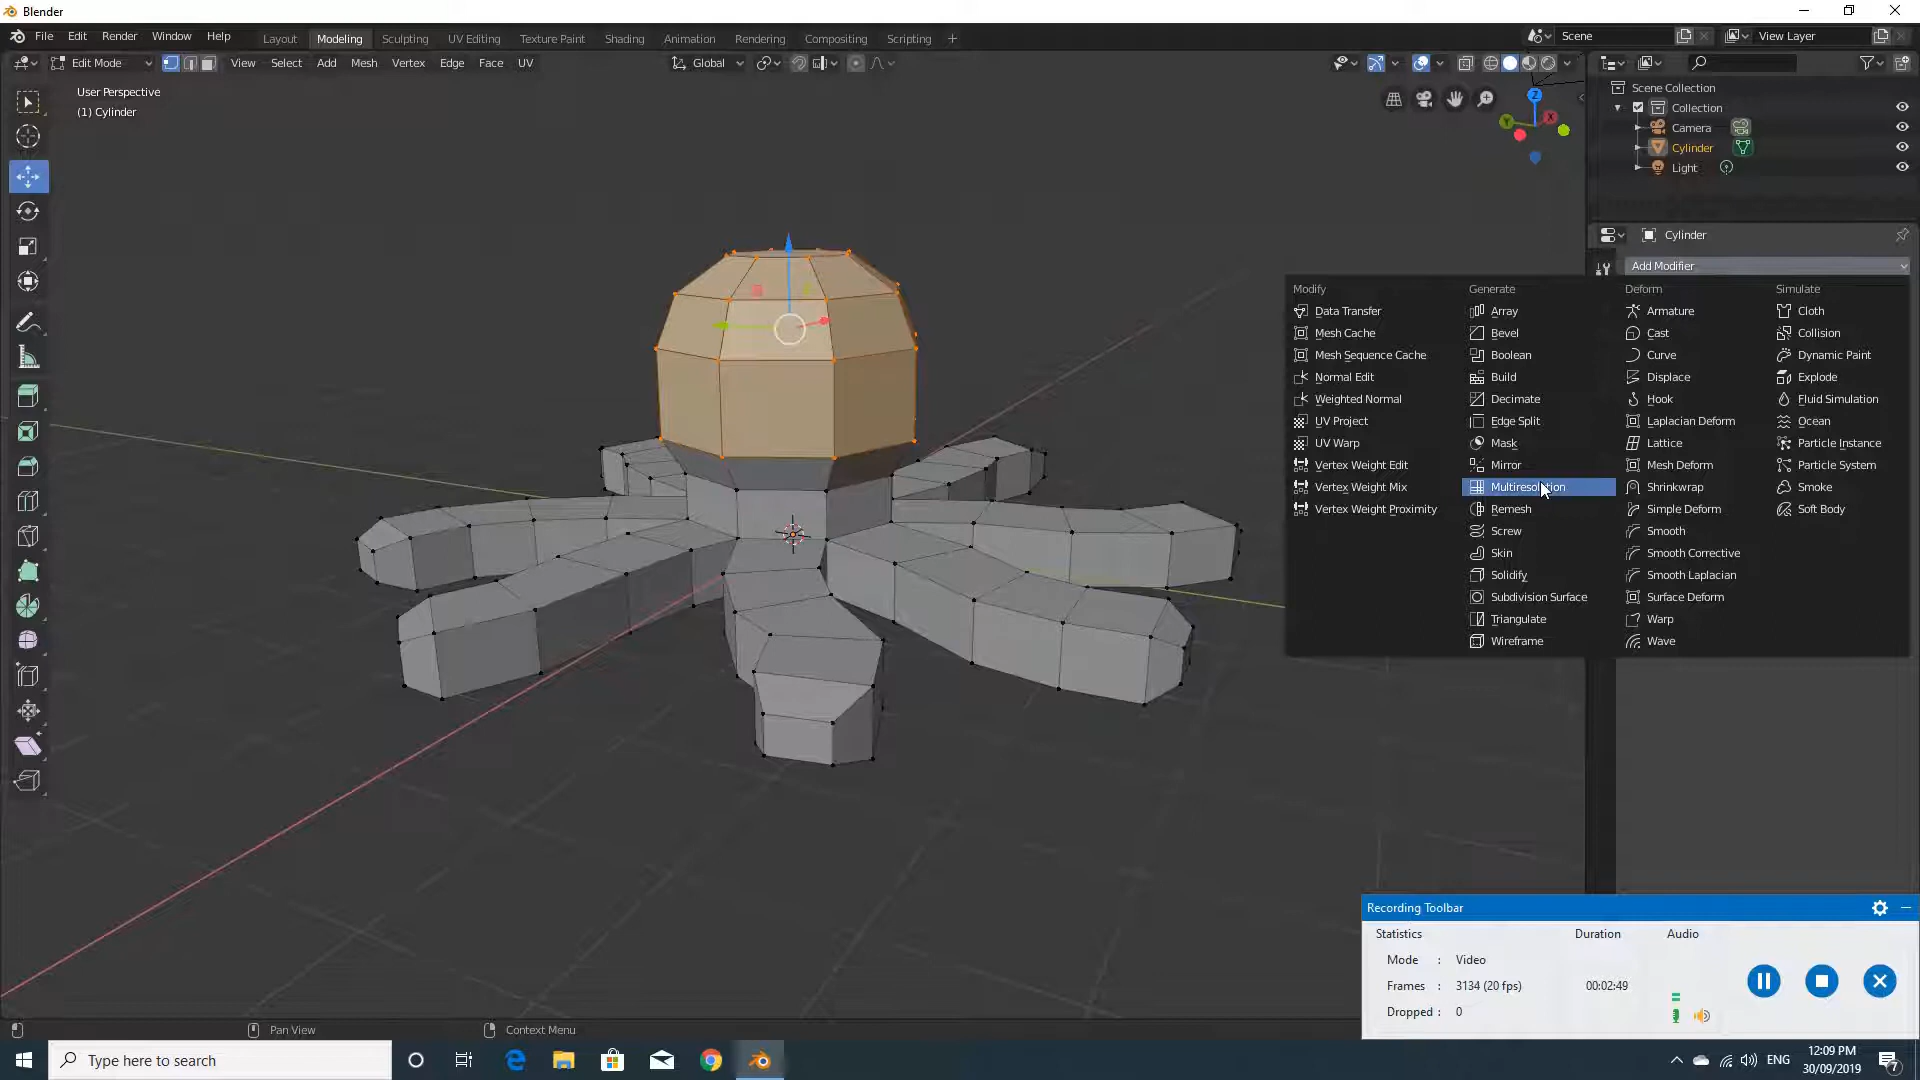 Blender
File Edit Render Window Help Layout Modeling Sculpting UV Editing Texture Paint Shading Animation Rendering Compositing Scripting + Scene View Layer
Edit Mode View Select Add Mesh Vertex Edge Face UV Global
User Perspective
(1) Cylinder
Z
X
Y
Scene Collection
Collection
Camera
Cylinder
Light
Cylinder
Add Modifier
Modify Generate Deform Simulate
Data Transfer Array Armature Cloth
Mesh Cache Bevel Cast Collision
Mesh Sequence Cache Boolean Curve Dynamic Paint
Normal Edit Build Displace Explode
Weighted Normal Decimate Hook Fluid Simulation
UV Project Edge Split Laplacian Deform Ocean
UV Warp Mask Lattice Particle Instance
Vertex Weight Edit Mirror Mesh Deform Particle System
Vertex Weight Mix Multiresolution Shrinkwrap Smoke
Vertex Weight Proximity Remesh Simple Deform Soft Body
Screw Smooth
Skin Smooth Corrective
Solidify Smooth Laplacian
Subdivision Surface Surface Deform
Triangulate Warp
Wireframe Wave
Recording Toolbar
Statistics Duration Audio
Mode : Video
Frames : 3134 (20 fps) 00:02:49
Dropped : 0
Pan View Context Menu
Type here to search
ENG
12:09 PM
30/09/2019
7